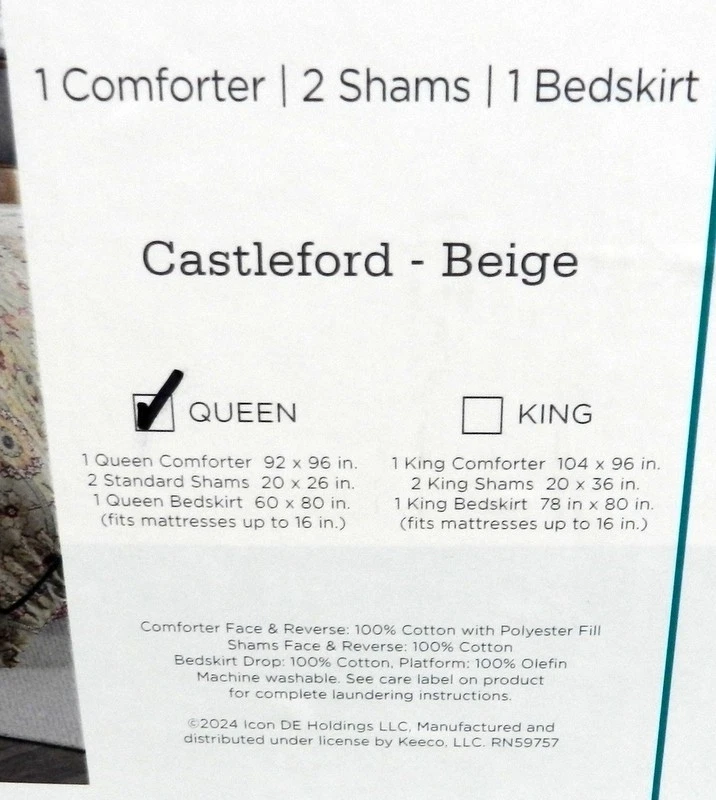 1 Comforter | 2 Shams | 1 Bedskirt
Castleford - Beige
QUEEN
1 Queen Comforter 92 x 96 in.
2 Standard Shams 20 x 26 in.
1 Queen Bedskirt 60 x 80 in.
(fits mattresses up to 16 in.)
KING
1 King Comforter 104 x 96 in.
2 King Shams 20 x 36 in.
1 King Bedskirt 78 in x 80 in.
(fits mattresses up to 16 in.)
Comforter Face & Reverse: 100% Cotton with Polyester Fill
Shams Face & Reverse: 100% Cotton
Bedskirt Drop: 100% Cotton, Platform: 100% Olefin
Machine washable. See care label on product
for complete laundering instructions.
©2024 Icon DE Holdings LLC, Manufactured and
distributed under license by Keeco, LLC. RN59757